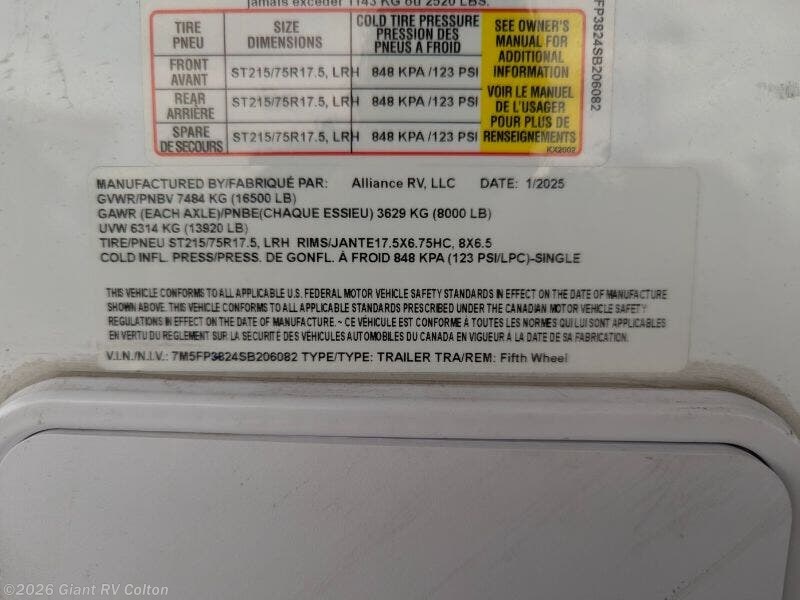 jamais excéder 1143 KG ou 2520 LBS.
TIRE PNEU SIZE DIMENSIONS COLD TIRE PRESSURE PRESSION DES PNEUS A FROID
FRONT AVANT ST215/75R17.5, LRH 848 KPA /123 PSI
REAR ARRIÈRE ST215/75R17.5, LRH 848 KPA /123 PSI
SPARE DE SECOURS ST215/75R17.5, LRH 848 KPA /123 PSI
SEE OWNER'S
MANUAL FOR
ADDITIONAL
INFORMATION
VOIR LE MANUEL
DE L'USAGER
POUR PLUS DE
RENSEIGNEMENTS
KX2002
FP3824SB206082
MANUFACTURED BY/FABRIQUÉ PAR: Alliance RV, LLC DATE: 1/2025
GVWR/PNBV 7484 KG (16500 LB)
GAWR (EACH AXLE)/PNBE(CHAQUE ESSIEU) 3629 KG (8000 LB)
UVW 6314 KG (13920 LB)
TIRE/PNEU ST215/75R17.5, LRH RIMS/JANTE17.5X6.75HC, 8X6.5
COLD INFL. PRESS/PRESS. DE GONFL. À FROID 848 KPA (123 PSI/LPC)-SINGLE
THIS VEHICLE CONFORMS TO ALL APPLICABLE U.S. FEDERAL MOTOR VEHICLE SAFETY STANDARDS IN EFFECT ON THE DATE OF MANUFACTURE
SHOWN ABOVE. THIS VEHICLE CONFORMS TO ALL APPLICABLE STANDARDS PRESCRIBED UNDER THE CANADIAN MOTOR VEHICLE SAFETY
REGULATIONS IN EFFECT ON THE DATE OF MANUFACTURE. ~ CE VÉHICULE EST CONFORME À TOUTES LES NORMES QUI LUI SONT APPLICABLES
EN VERTU DU REGLEMENT SUR LA SECURITÉ DES VÉHICULES AUTOMOBILES DU CANADA EN VIGUEUR À LA DATE DE SA FABRICATION.
V.I.N./N.I.V.: 7M5FP3824SB206082 TYPE/TYPE: TRAILER TRA/REM: Fifth Wheel
©2026 Giant RV Colton